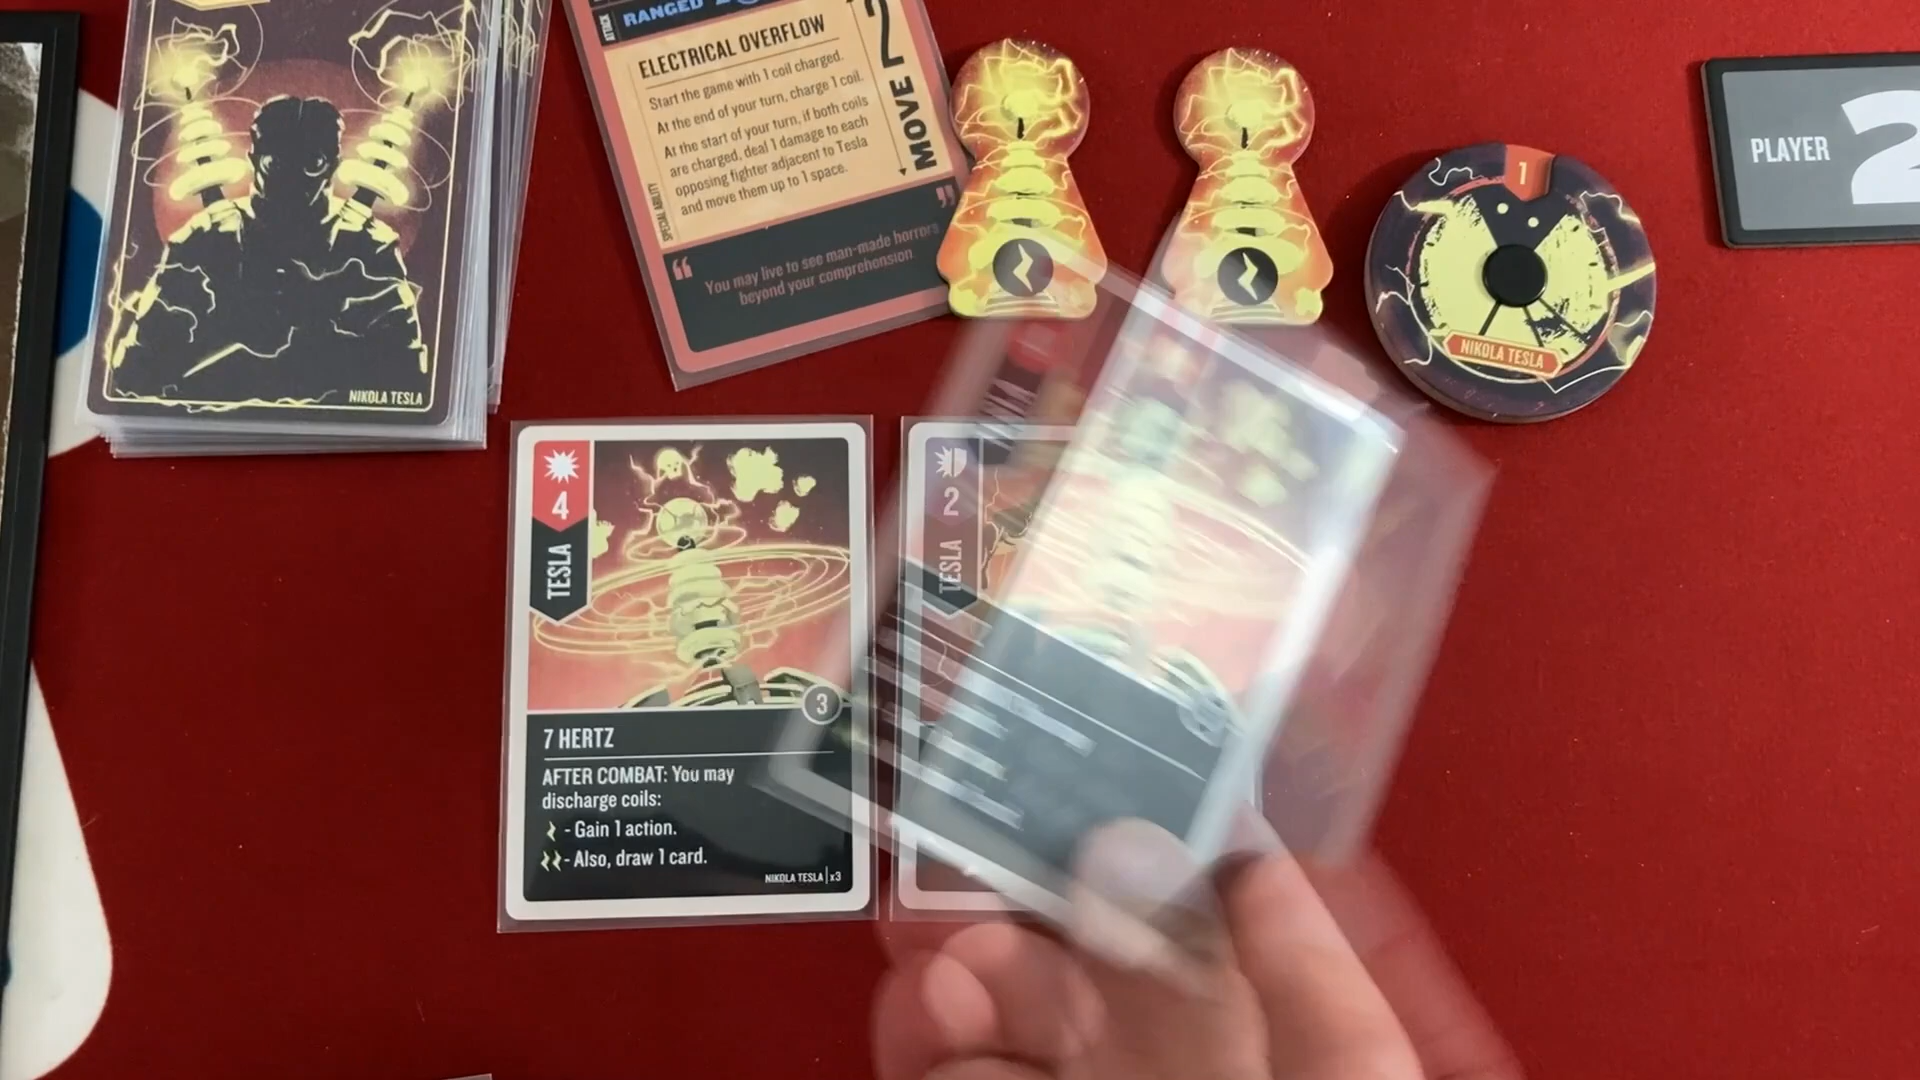 NIKOLA TESLA
ATTACK
RANGED
ELECTRICAL OVERFLOW
Start the game with 1 coil charged.
At the end of your turn, charge 1 coil.
At the start of your turn, if both coils
are charged, deal 1 damage to each
opposing fighter adjacent to Tesla
and move them up to 1 space.
SPECIAL ABILITY
MOVE 2
“ You may live to see man-made horrors
beyond your comprehension. ”
1
NIKOLA TESLA
PLAYER 2
4
TESLA
3
7 HERTZ
AFTER COMBAT: You may
discharge coils:
- Gain 1 action.
- Also, draw 1 card.
NIKOLA TESLA | x3
2
TESLA